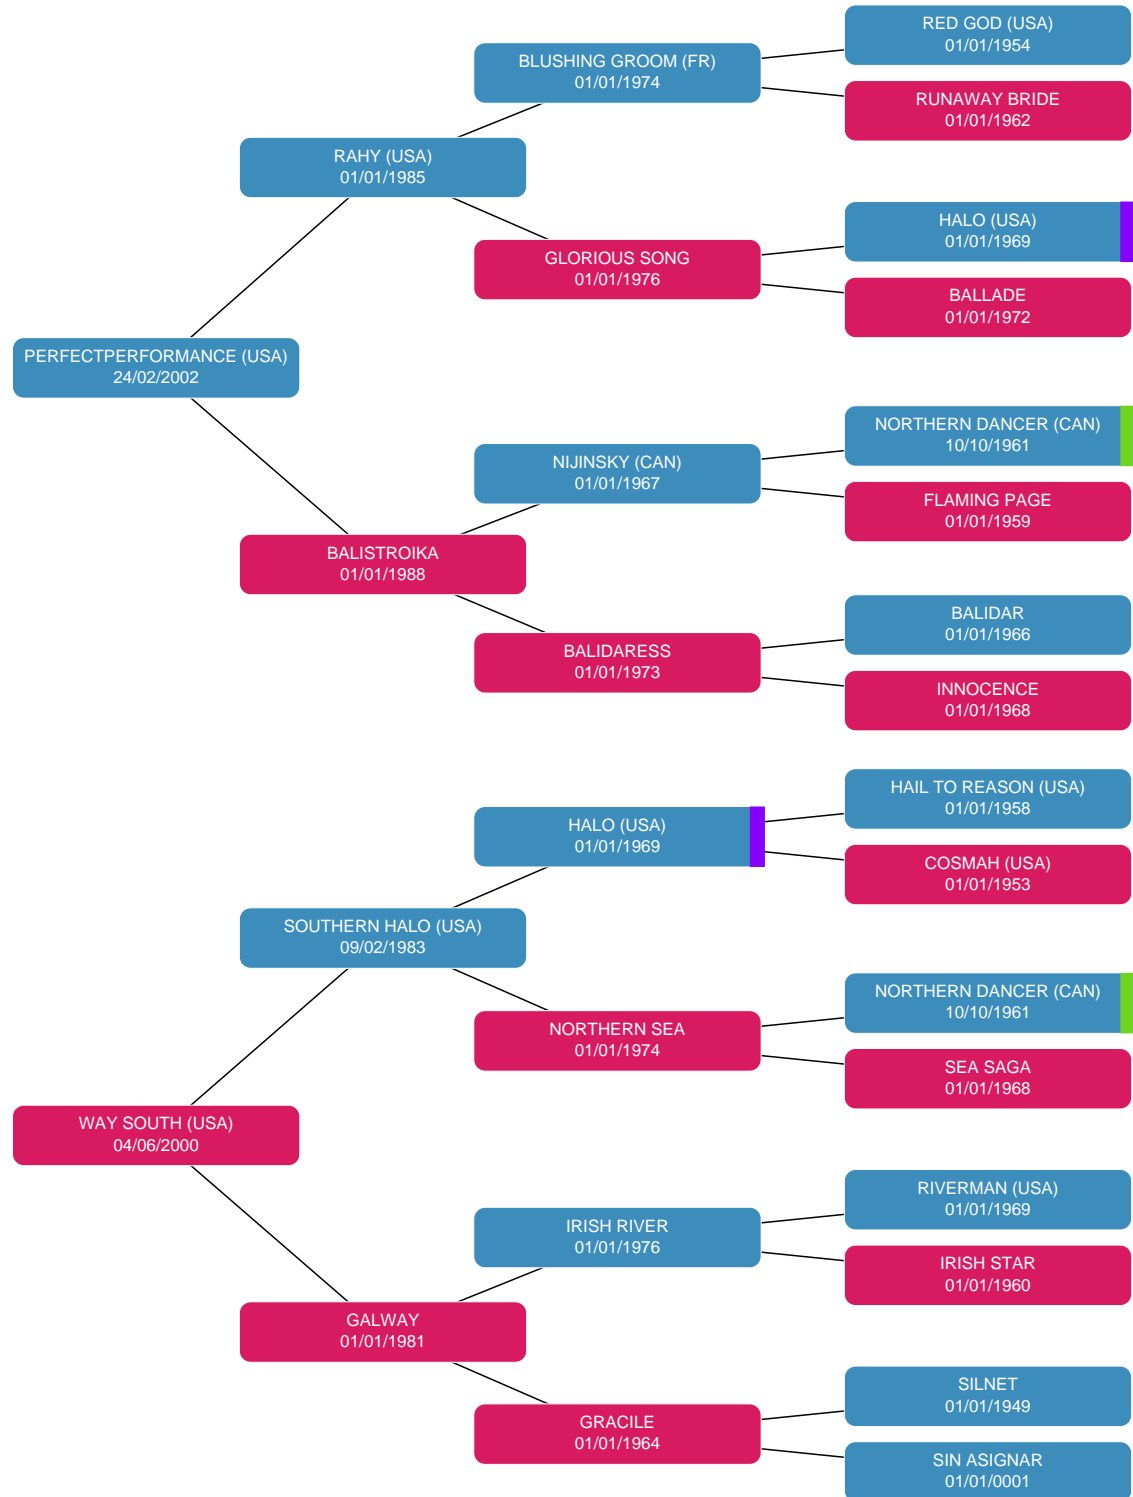 RED GOD (USA)
01/01/1954
BLUSHING GROOM (FR)
01/01/1974
RUNAWAY BRIDE
01/01/1962
RAHY (USA)
01/01/1985
HALO (USA)
01/01/1969
GLORIOUS SONG
01/01/1976
BALLADE
01/01/1972
PERFECTPERFORMANCE (USA)
24/02/2002
NORTHERN DANCER (CAN)
10/10/1961
NIJINSKY (CAN)
01/01/1967
FLAMING PAGE
01/01/1959
BALISTROIKA
01/01/1988
BALIDAR
01/01/1966
BALIDARESS
01/01/1973
INNOCENCE
01/01/1968
HAIL TO REASON (USA)
01/01/1958
HALO (USA)
01/01/1969
COSMAH (USA)
01/01/1953
SOUTHERN HALO (USA)
09/02/1983
NORTHERN DANCER (CAN)
10/10/1961
NORTHERN SEA
01/01/1974
SEA SAGA
01/01/1968
WAY SOUTH (USA)
04/06/2000
RIVERMAN (USA)
01/01/1969
IRISH RIVER
01/01/1976
IRISH STAR
01/01/1960
GALWAY
01/01/1981
SILNET
01/01/1949
GRACILE
01/01/1964
SIN ASIGNAR
01/01/0001